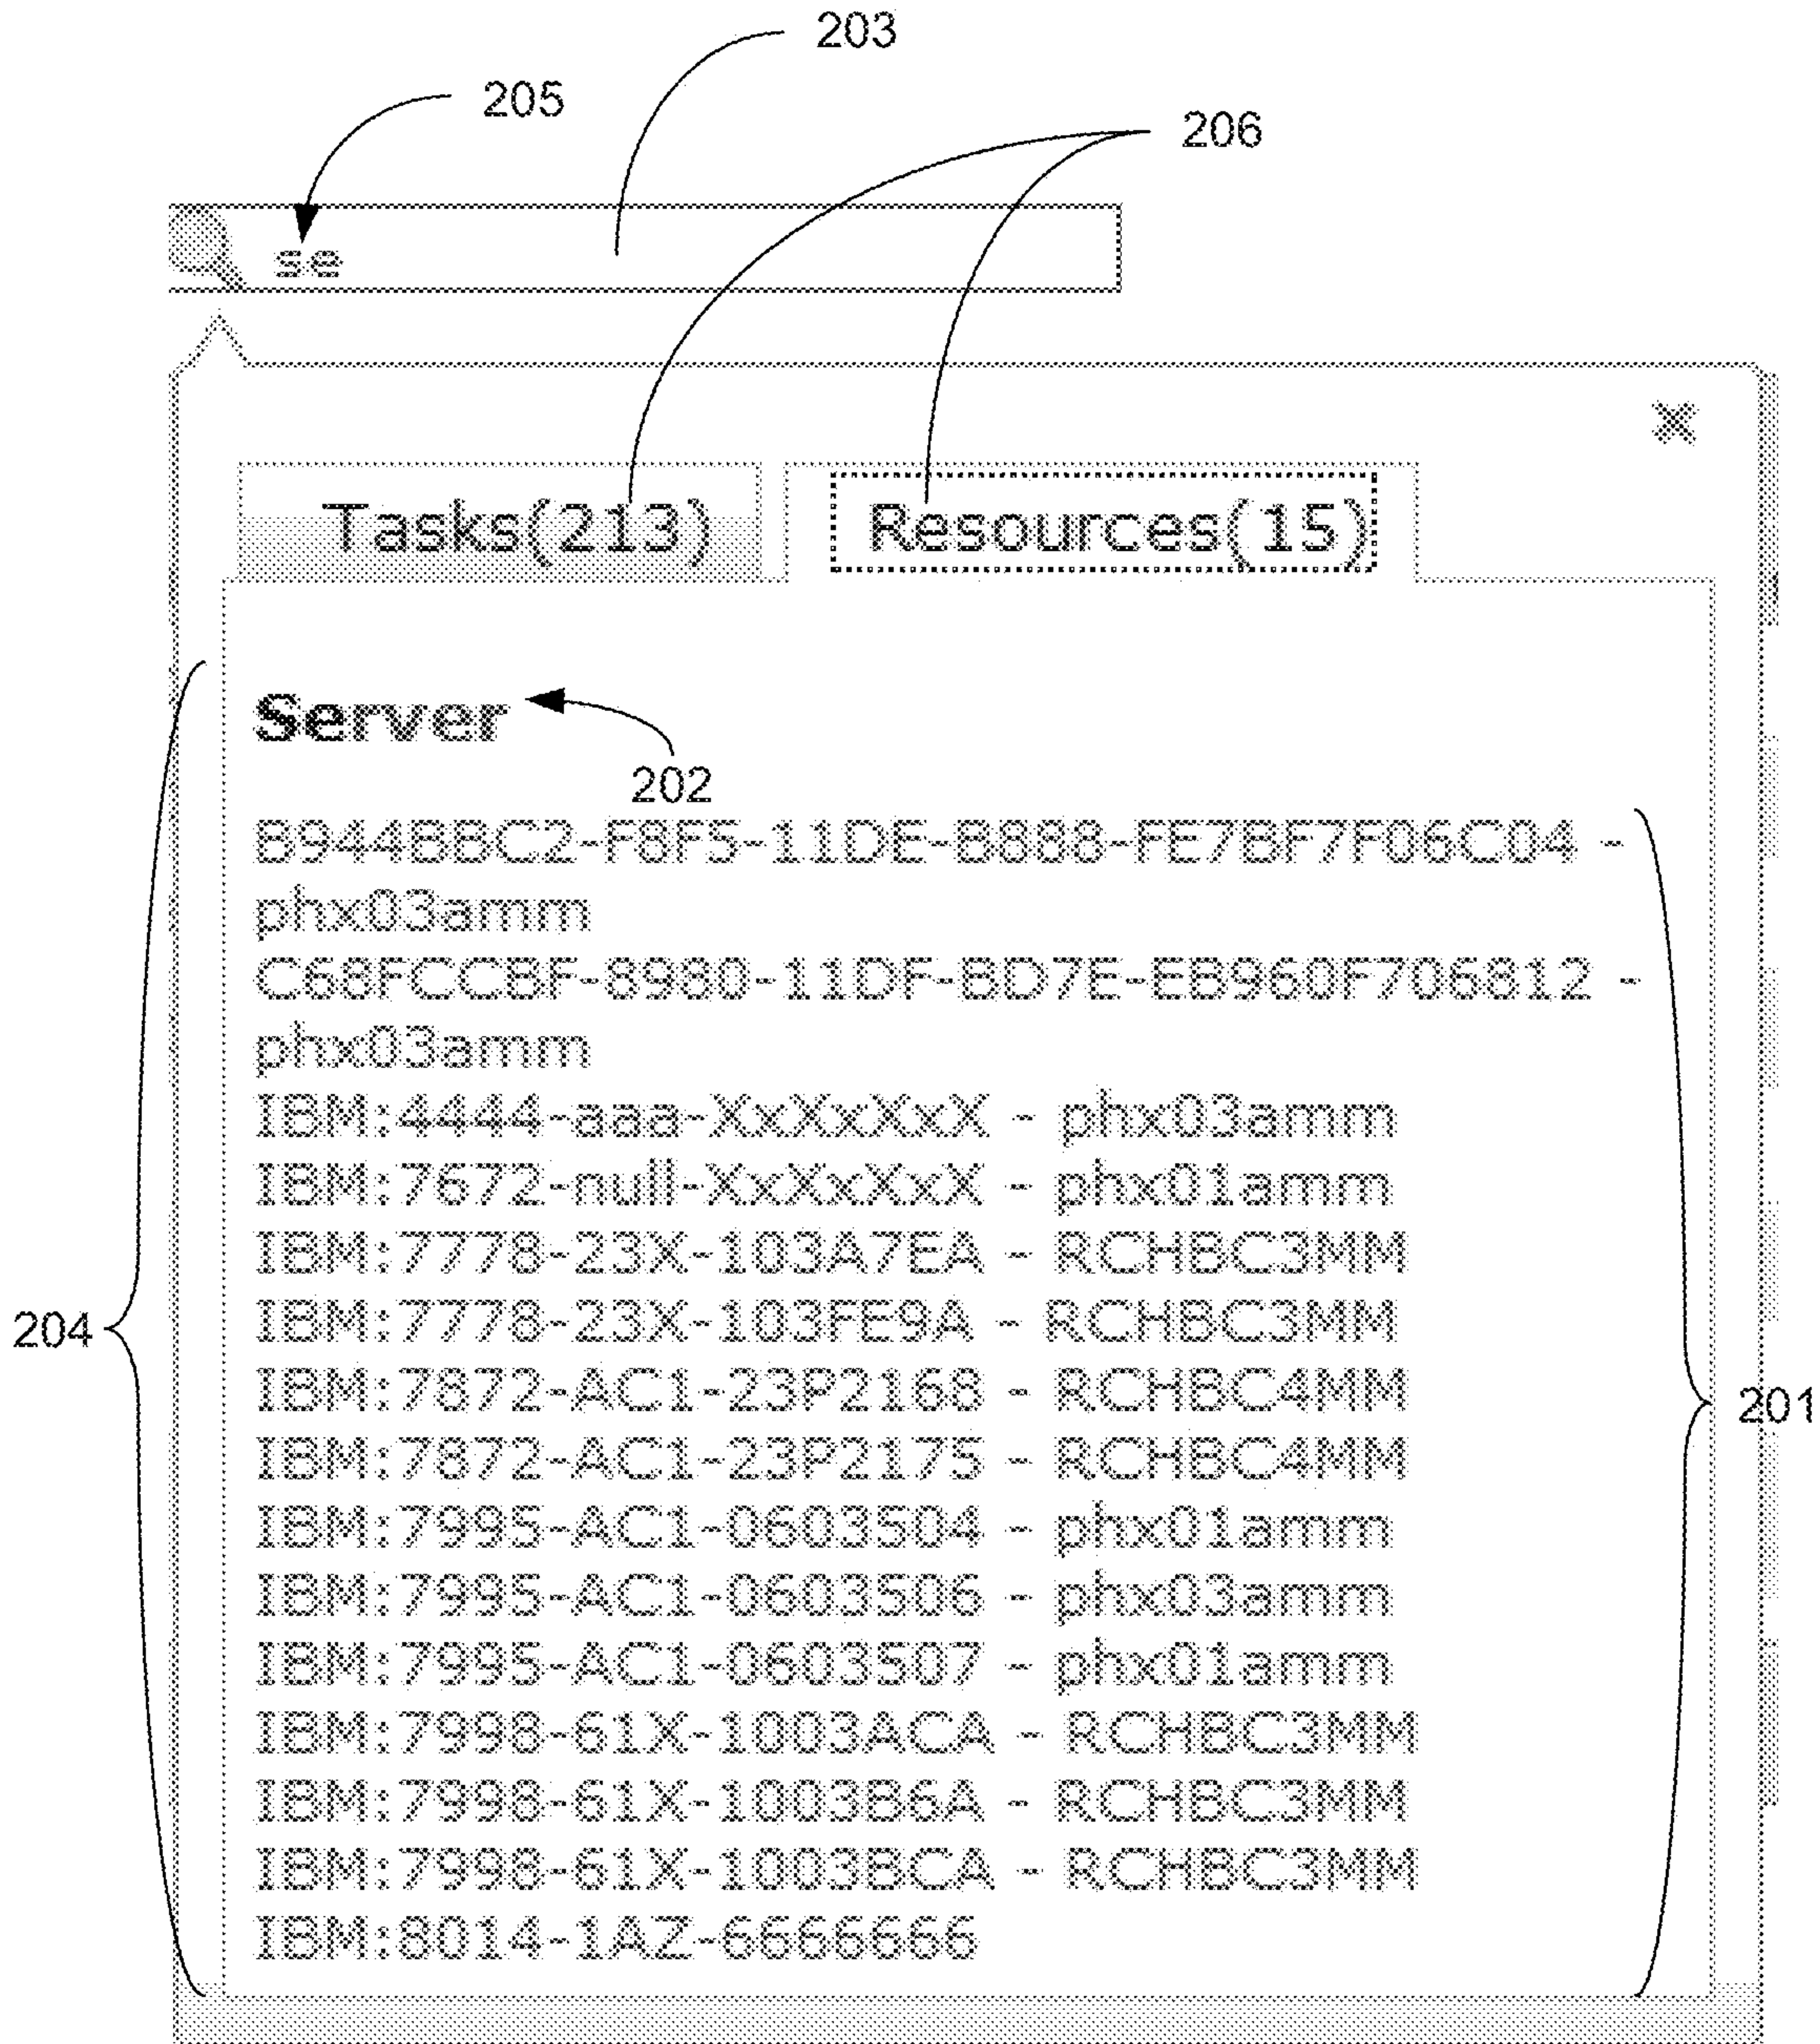 203
205
206
se
×
Tasks(213)
Resources(15)
Server
202
B944BBC2-F8F5-11DE-B888-FE7BF7F06C04 -
phx03amm
C68FCCBF-8980-11DF-BD7E-EB960F706812 -
phx03amm
IBM:4444-aaa-XxXxXxX - phx03amm
IBM:7672-null-XxXxXxX - phx01amm
IBM:7778-23X-103A7EA - RCHBC3MM
IBM:7778-23X-103FE9A - RCHBC3MM
204
IBM:7872-AC1-23P2168 - RCHBC4MM
201
IBM:7872-AC1-23P2175 - RCHBC4MM
IBM:7995-AC1-0603504 - phx01amm
IBM:7995-AC1-0603506 - phx03amm
IBM:7995-AC1-0603507 - phx01amm
IBM:7998-61X-1003ACA - RCHBC3MM
IBM:7998-61X-1003B6A - RCHBC3MM
IBM:7998-61X-1003BCA - RCHBC3MM
IBM:8014-1AZ-6666666